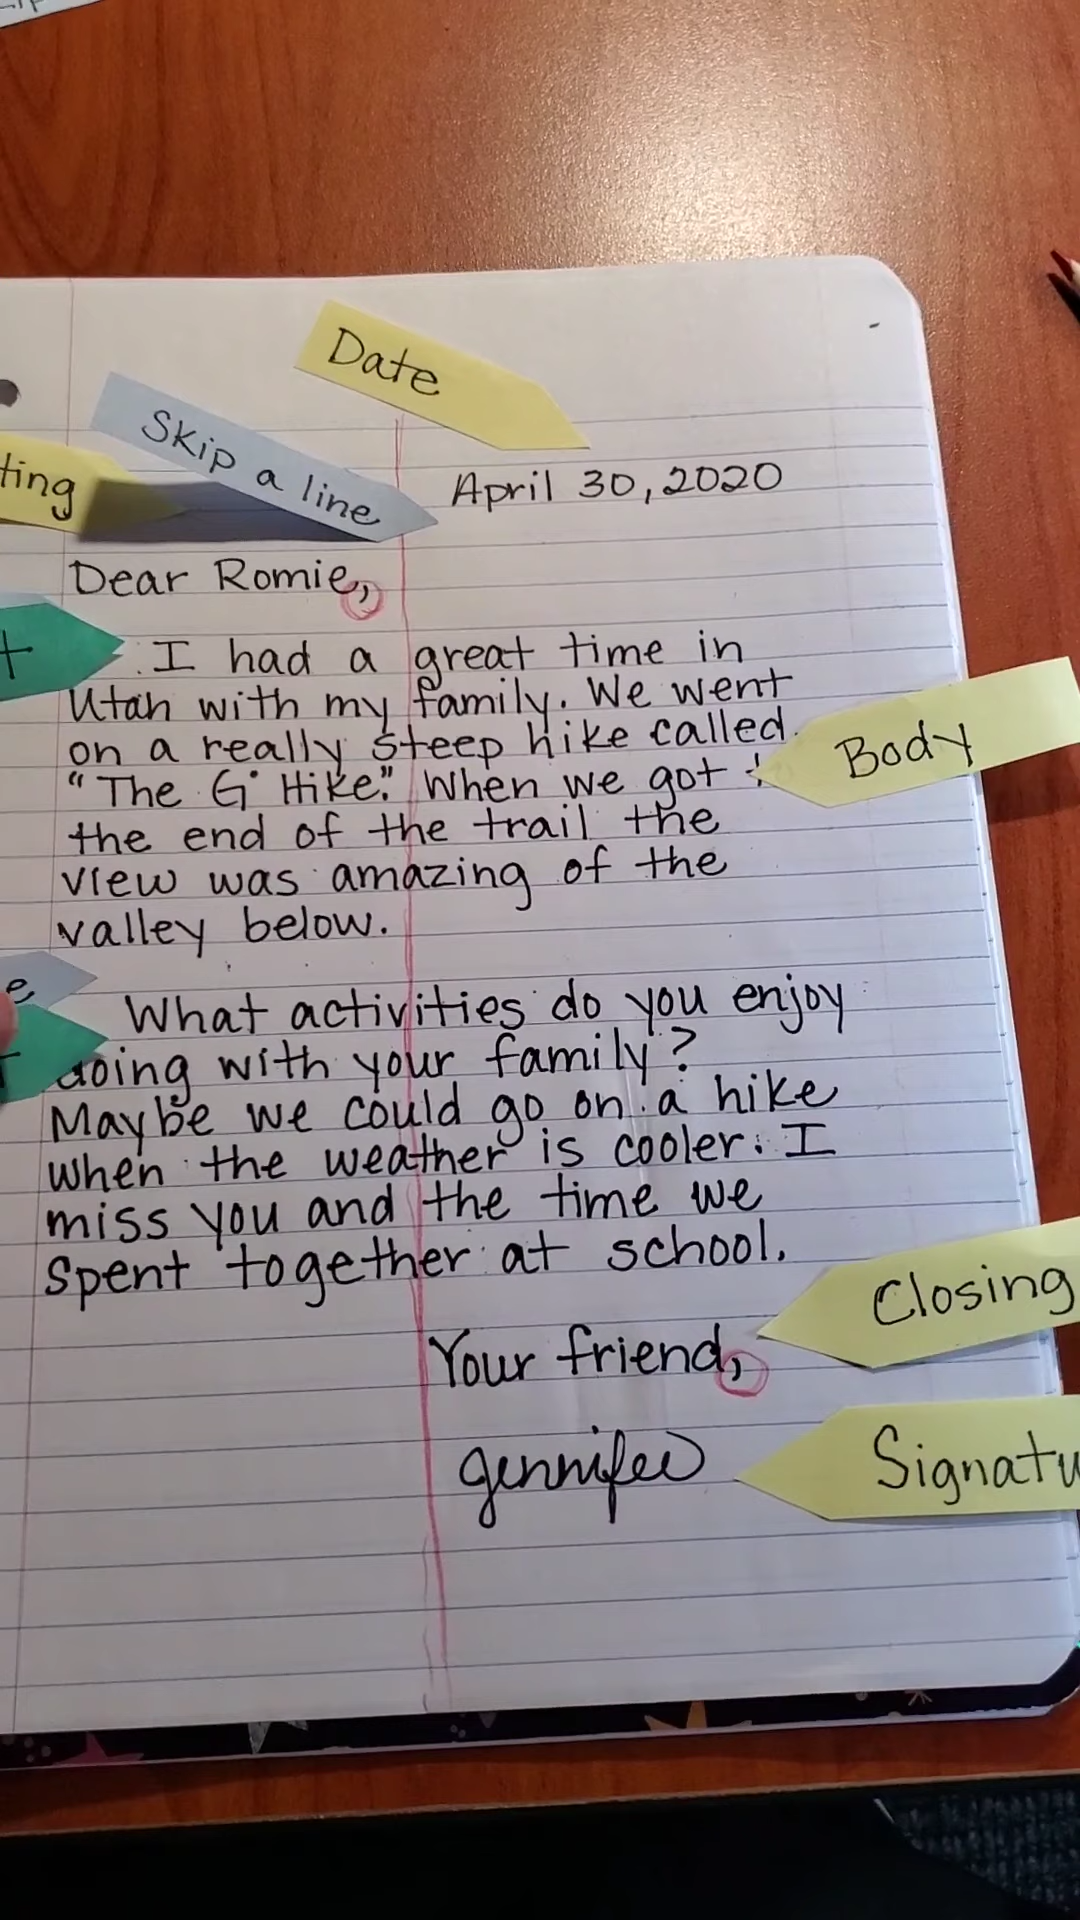 Date
Skip a line
ting
April 30, 2020
Dear Romie,
I had a great time in
Utah with my family. We went
on a really steep hike called
"The G Hike." When we got
Body
the end of the trail the
view was amazing of the
valley below.
e
What activities do you enjoy
doing with your family?
Maybe we could go on a hike
when the weather is cooler. I
miss you and the time we
spent together at school.
Closing
Your friend,
Jennifer
Signatu